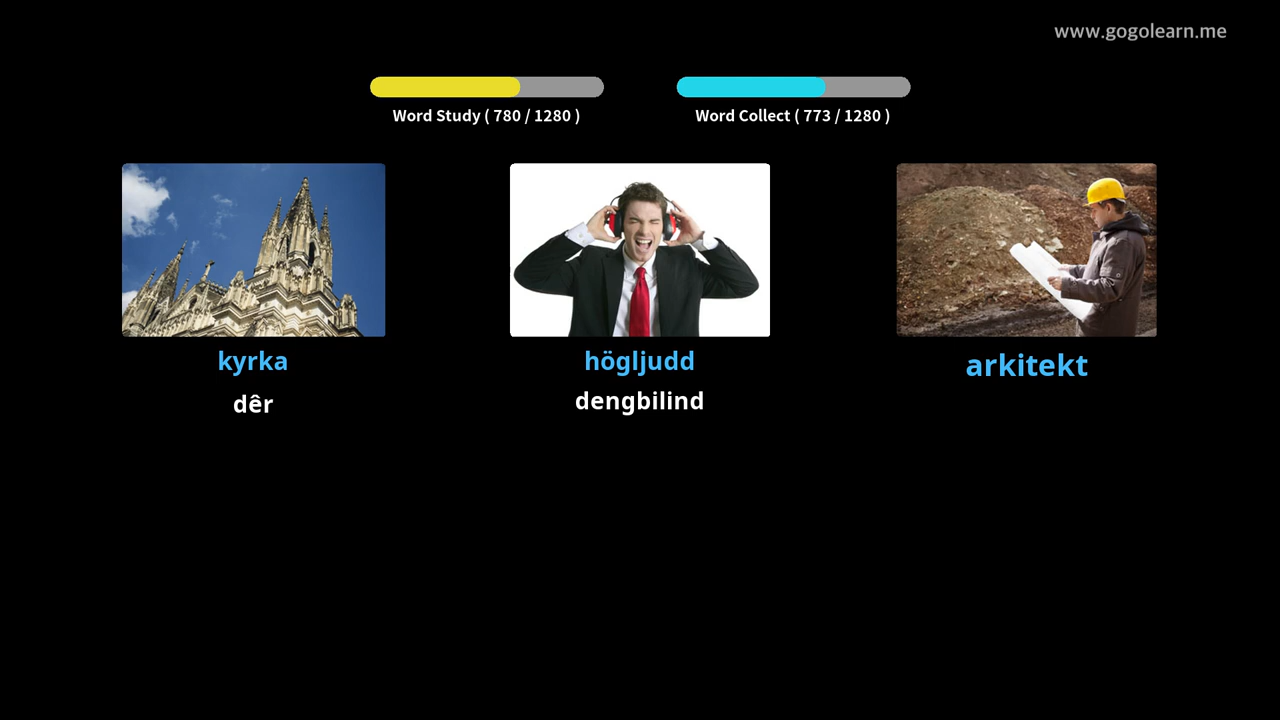 www.gogolearn.me
Word Study ( 780 / 1280 )
Word Collect ( 773 / 1280 )
kyrka
dêr
högljudd
dengbilind
arkitekt